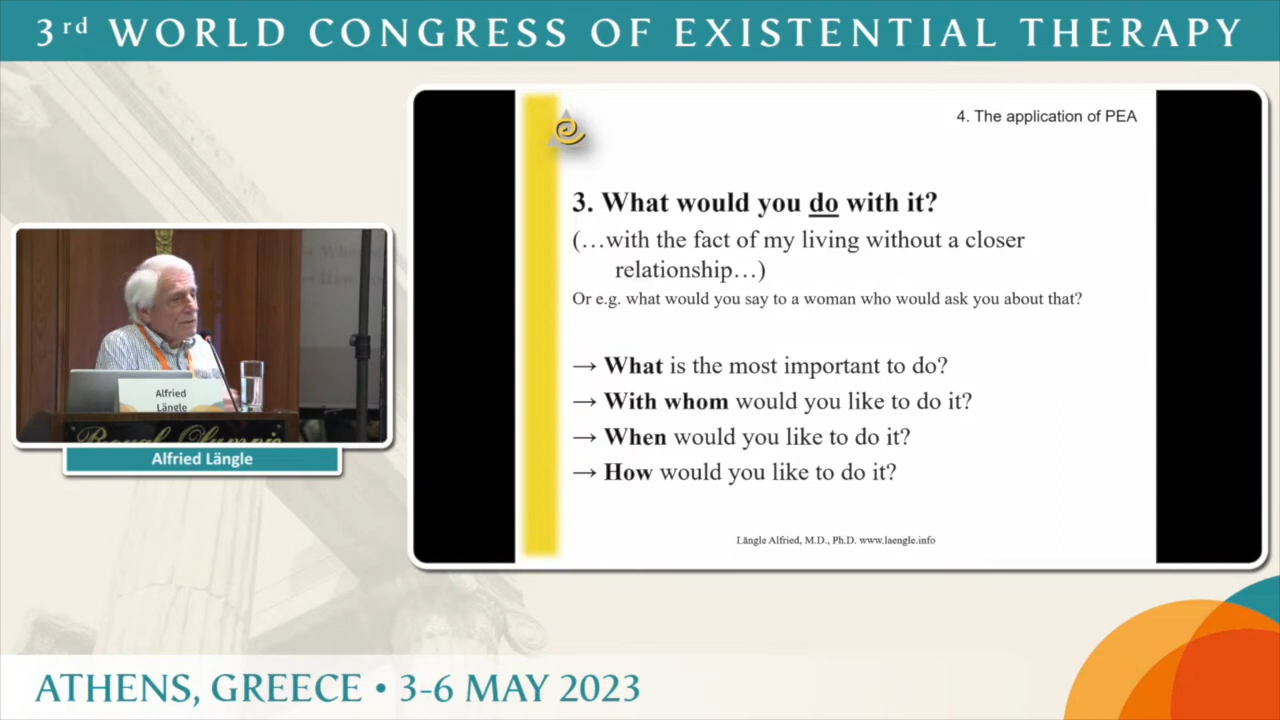 3rd WORLD CONGRESS OF EXISTENTIAL THERAPY
4. The application of PEA
3. What would you do with it?
(…with the fact of my living without a closer
relationship…)
Or e.g. what would you say to a woman who would ask you about that?
→ What is the most important to do?
→ With whom would you like to do it?
→ When would you like to do it?
→ How would you like to do it?
Längle Alfried, M.D., Ph.D. www.laengle.info
Alfried
Längle
Royal Olympic
Alfried Längle
ATHENS, GREECE • 3-6 MAY 2023